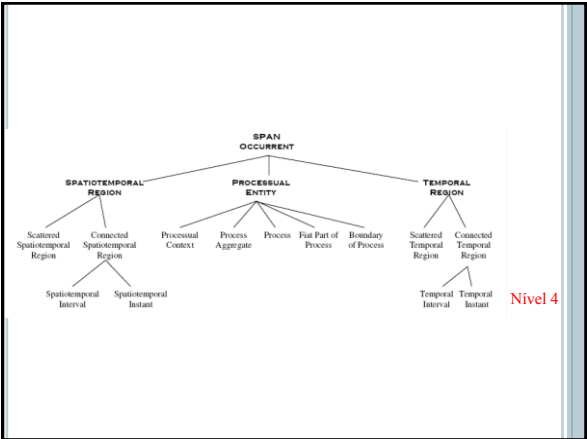 SPAN
OCCURRENT
SPATIOTEMPORAL
REGION
PROCESSUAL
ENTITY
TEMPORAL
REGION
Scattered
Spatiotemporal
Region
Connected
Spatiotemporal
Region
Processual
Context
Process
Aggregate
Process
Fiat Part of
Process
Boundary
of Process
Scattered
Temporal
Region
Connected
Temporal
Region
Spatiotemporal
Interval
Spatiotemporal
Instant
Temporal
Interval
Temporal
Instant
Nível 4